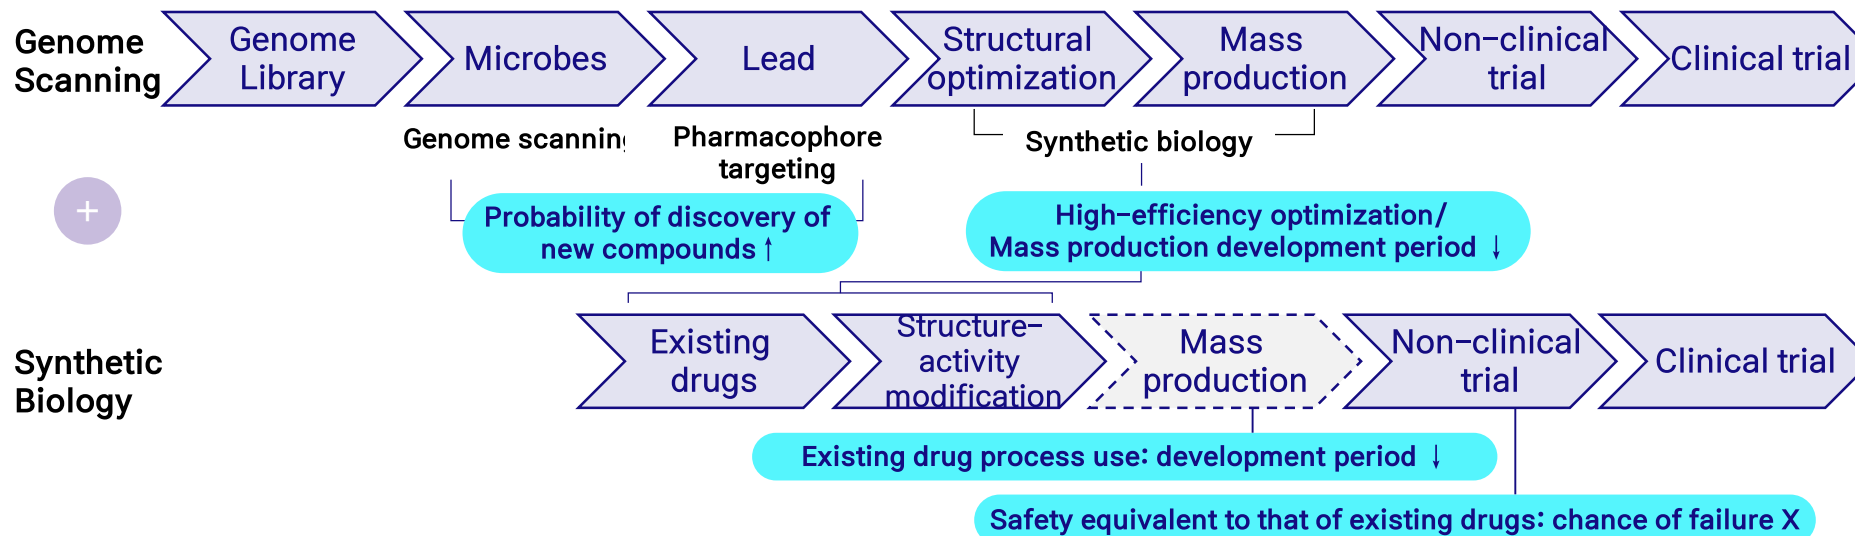 Genome
Scanning
Genome
Library
Microbes
Lead
Structural
optimization
Mass
production
Non-clinical
trial
Clinical trial
Genome scanning
Pharmacophore
targeting
Synthetic biology
+
Probability of discovery of
new compounds ↑
High-efficiency optimization/
Mass production development period ↓
Synthetic
Biology
Existing
drugs
Structure-
activity
modification
Mass
production
Non-clinical
trial
Clinical trial
Existing drug process use: development period ↓
Safety equivalent to that of existing drugs: chance of failure X